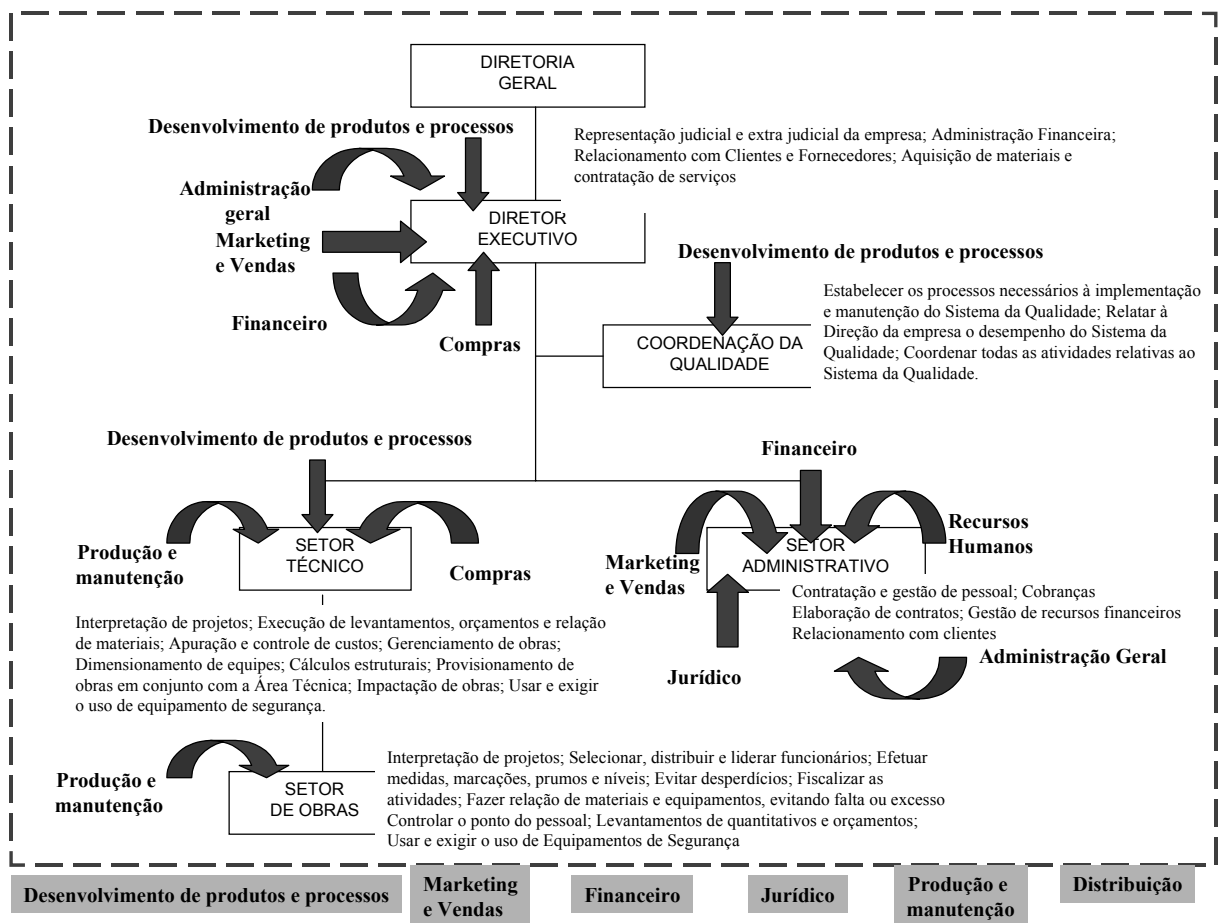 DIRETORIA
GERAL
Desenvolvimento de produtos e processos
Representação judicial e extra judicial da empresa; Administração Financeira;
Relacionamento com Clientes e Fornecedores; Aquisição de materiais e
contratação de serviços
Administração
geral
Marketing
e Vendas
DIRETOR
EXECUTIVO
Financeiro
Compras
Desenvolvimento de produtos e processos
Estabelecer os processos necessários à implementação
e manutenção do Sistema da Qualidade; Relatar à
Direção da empresa o desempenho do Sistema da
Qualidade; Coordenar todas as atividades relativas ao
Sistema da Qualidade.
COORDENAÇÃO DA
QUALIDADE
Desenvolvimento de produtos e processos
Produção e
manutenção
SETOR
TÉCNICO
Compras
Interpretação de projetos; Execução de levantamentos, orçamentos e relação
de materiais; Apuração e controle de custos; Gerenciamento de obras;
Dimensionamento de equipes; Cálculos estruturais; Provisionamento de
obras em conjunto com a Área Técnica; Impactação de obras; Usar e exigir
o uso de equipamento de segurança.
Financeiro
Marketing
e Vendas
SETOR
ADMINISTRATIVO
Recursos
Humanos
Contratação e gestão de pessoal; Cobranças
Elaboração de contratos; Gestão de recursos financeiros
Relacionamento com clientes
Jurídico
Administração Geral
Produção e
manutenção
SETOR
DE OBRAS
Interpretação de projetos; Selecionar, distribuir e liderar funcionários; Efetuar
medidas, marcações, prumos e níveis; Evitar desperdícios; Fiscalizar as
atividades; Fazer relação de materiais e equipamentos, evitando falta ou excesso
Controlar o ponto do pessoal; Levantamentos de quantitativos e orçamentos;
Usar e exigir o uso de Equipamentos de Segurança
Desenvolvimento de produtos e processos
Marketing
e Vendas
Financeiro
Jurídico
Produção e
manutenção
Distribuição